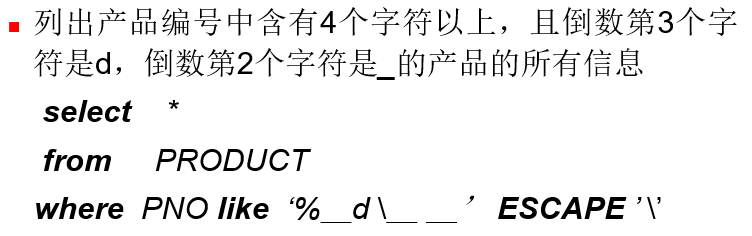 列出产品编号中含有4个字符以上，且倒数第3个字
符是d，倒数第2个字符是_的产品的所有信息
select *
from PRODUCT
where PNO like ‘%__d \__ __ ’ ESCAPE ’\’